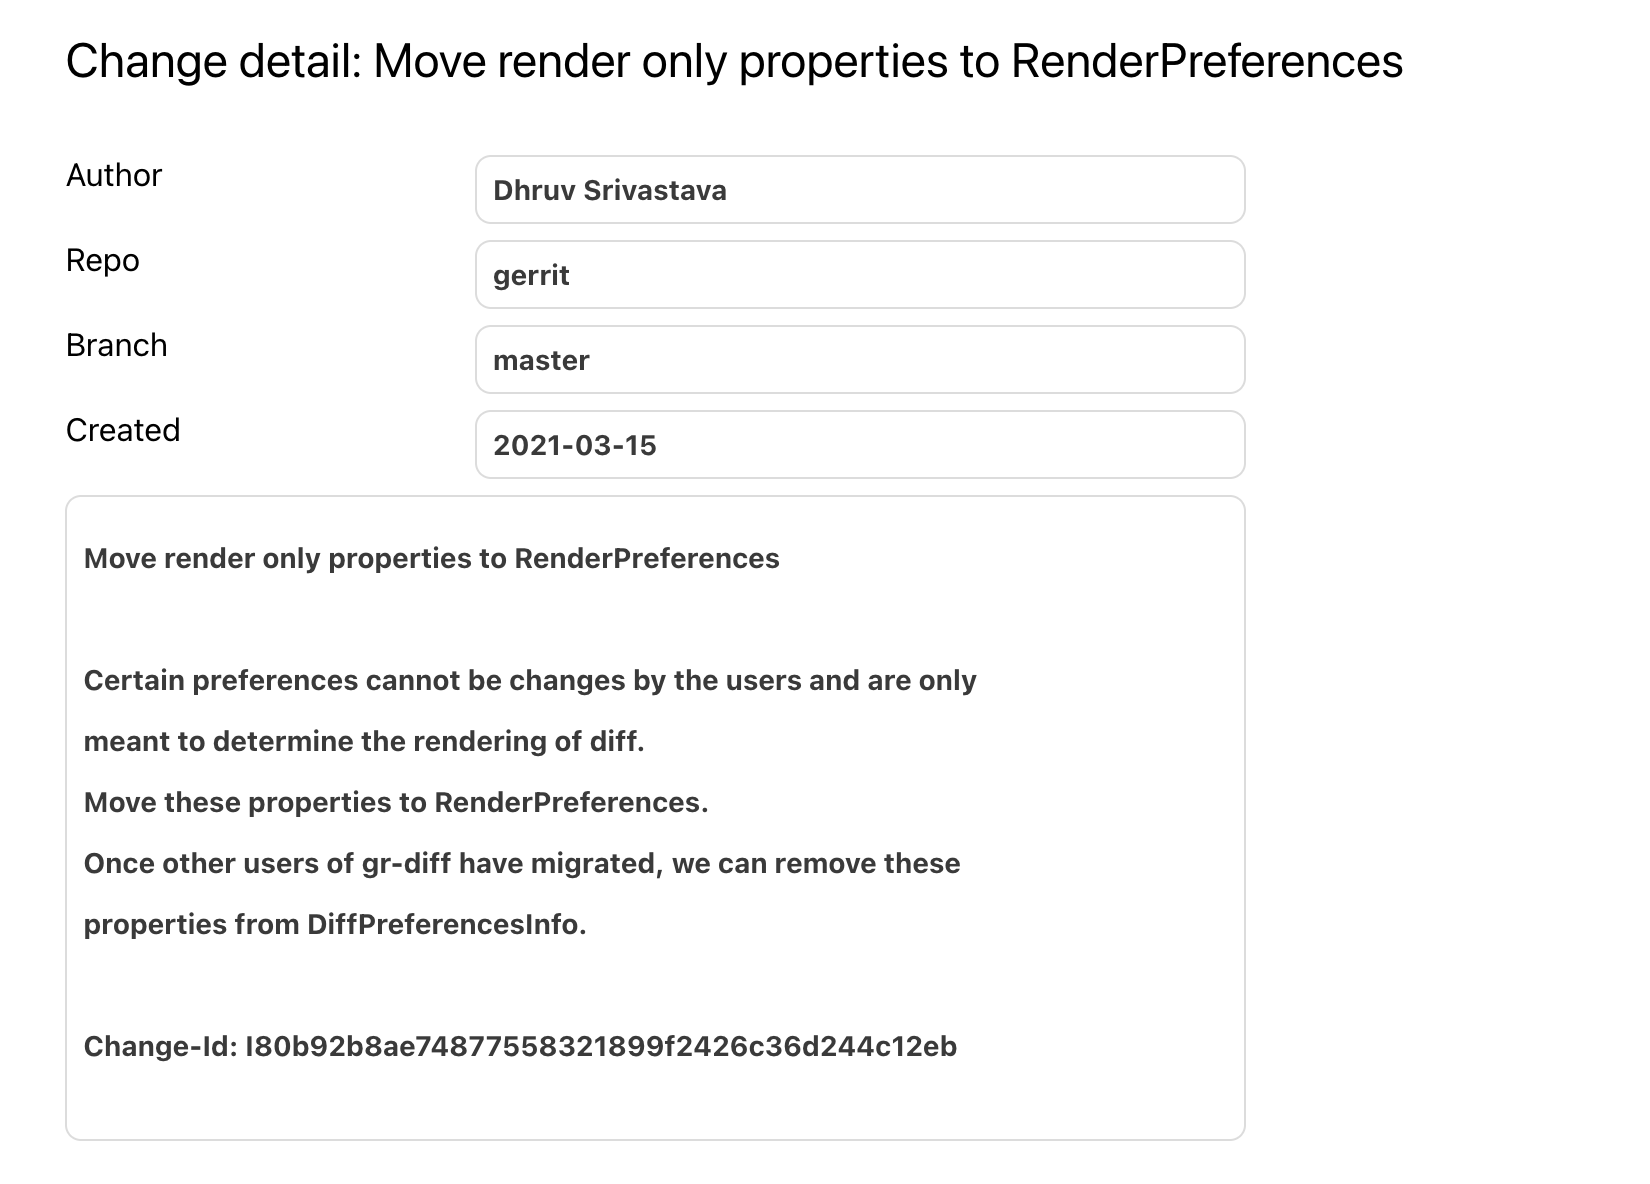 Change detail: Move render only properties to RenderPreferences
Author
Dhruv Srivastava
Repo
gerrit
Branch
master
Created
2021-03-15
Move render only properties to RenderPreferences
Certain preferences cannot be changes by the users and are only
meant to determine the rendering of diff.
Move these properties to RenderPreferences.
Once other users of gr-diff have migrated, we can remove these
properties from DiffPreferencesInfo.
Change-Id: I80b92b8ae74877558321899f2426c36d244c12eb